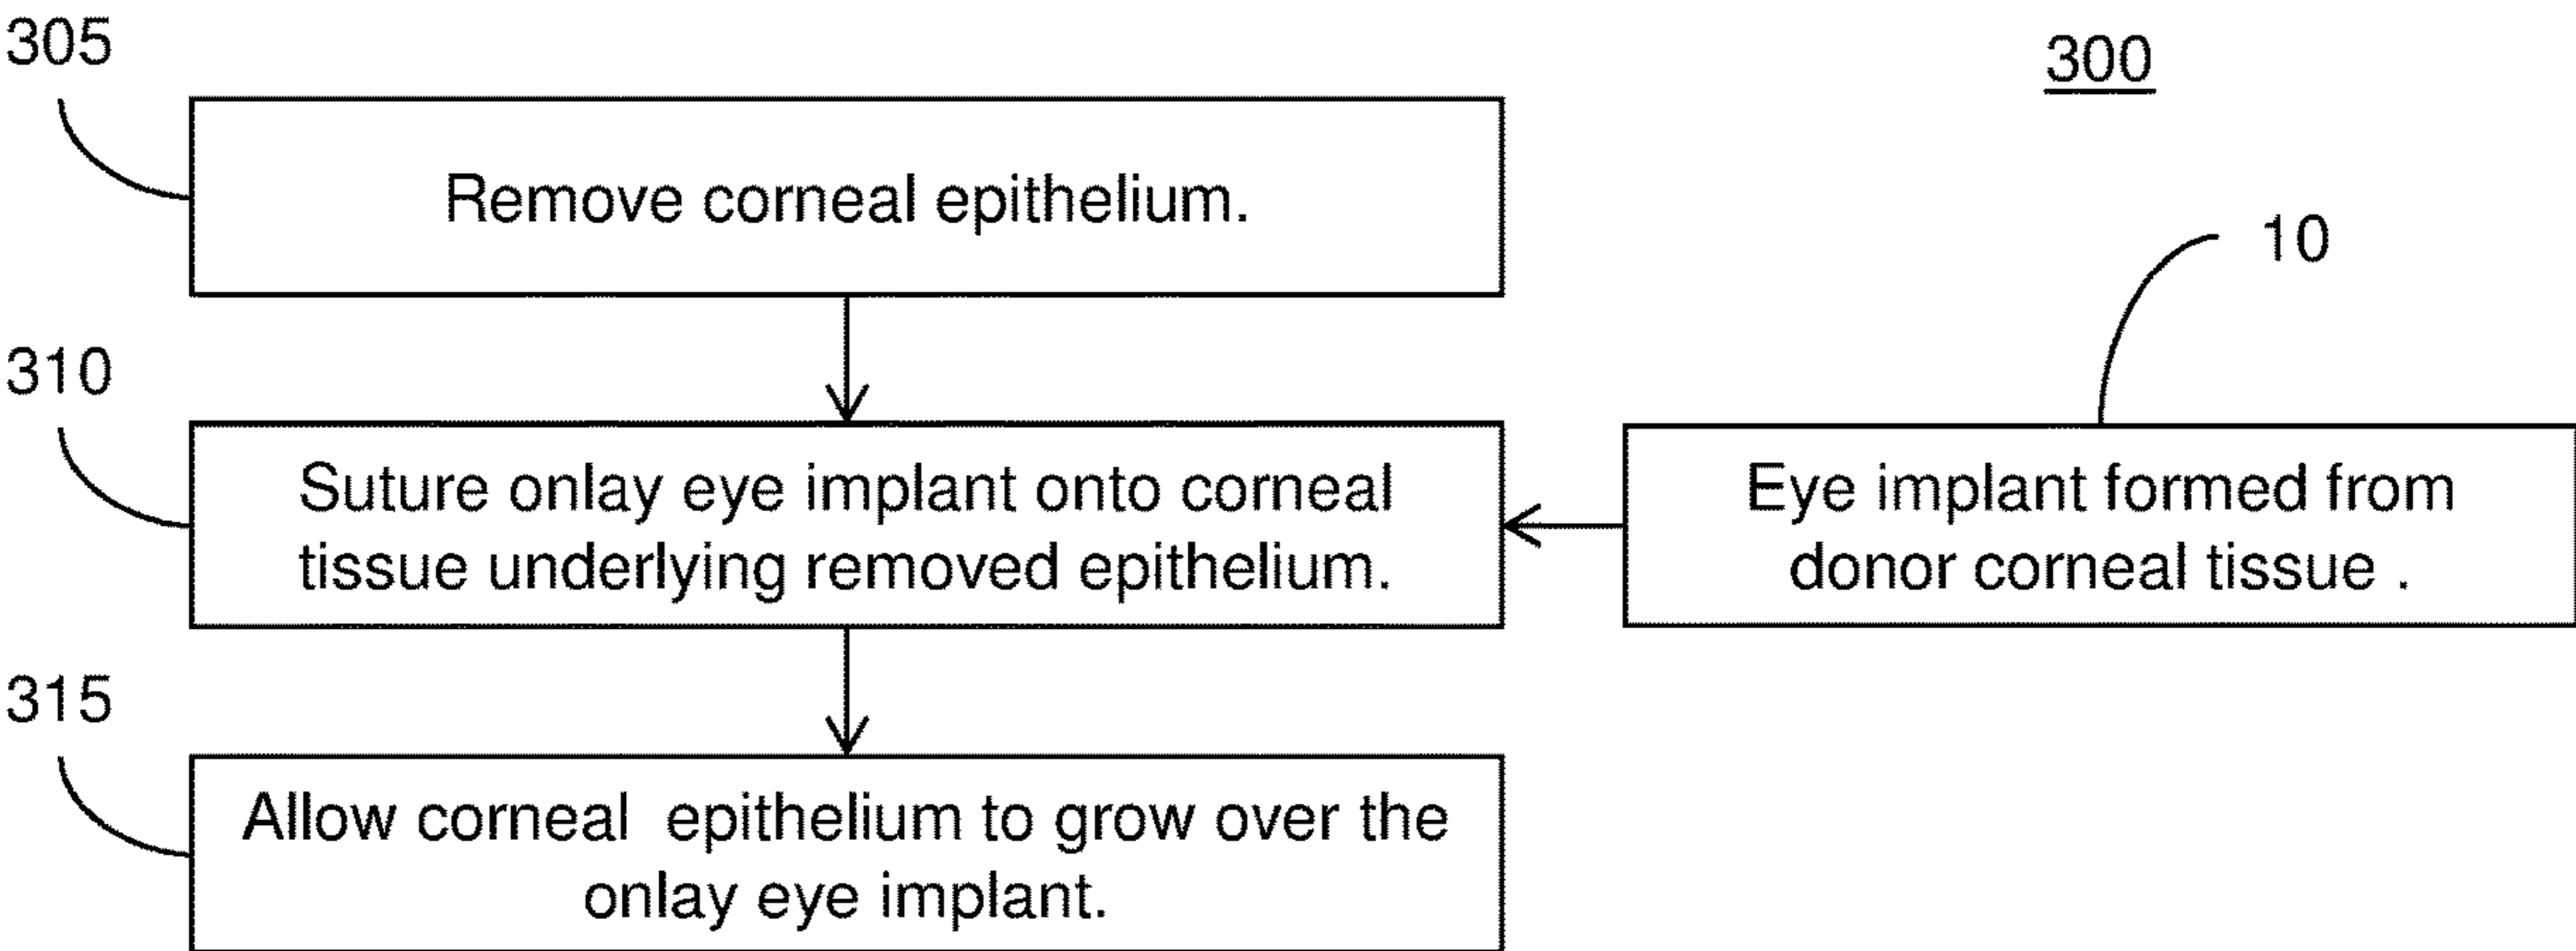 305
300
Remove corneal epithelium.
10
310
Suture onlay eye implant onto corneal
tissue underlying removed epithelium.
Eye implant formed from
donor corneal tissue .
315
Allow corneal  epithelium to grow over the
onlay eye implant.